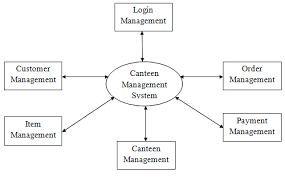 Login
Management
Customer
Management
Canteen
Management
System
Order
Management
Item
Management
Payment
Management
Canteen
Management